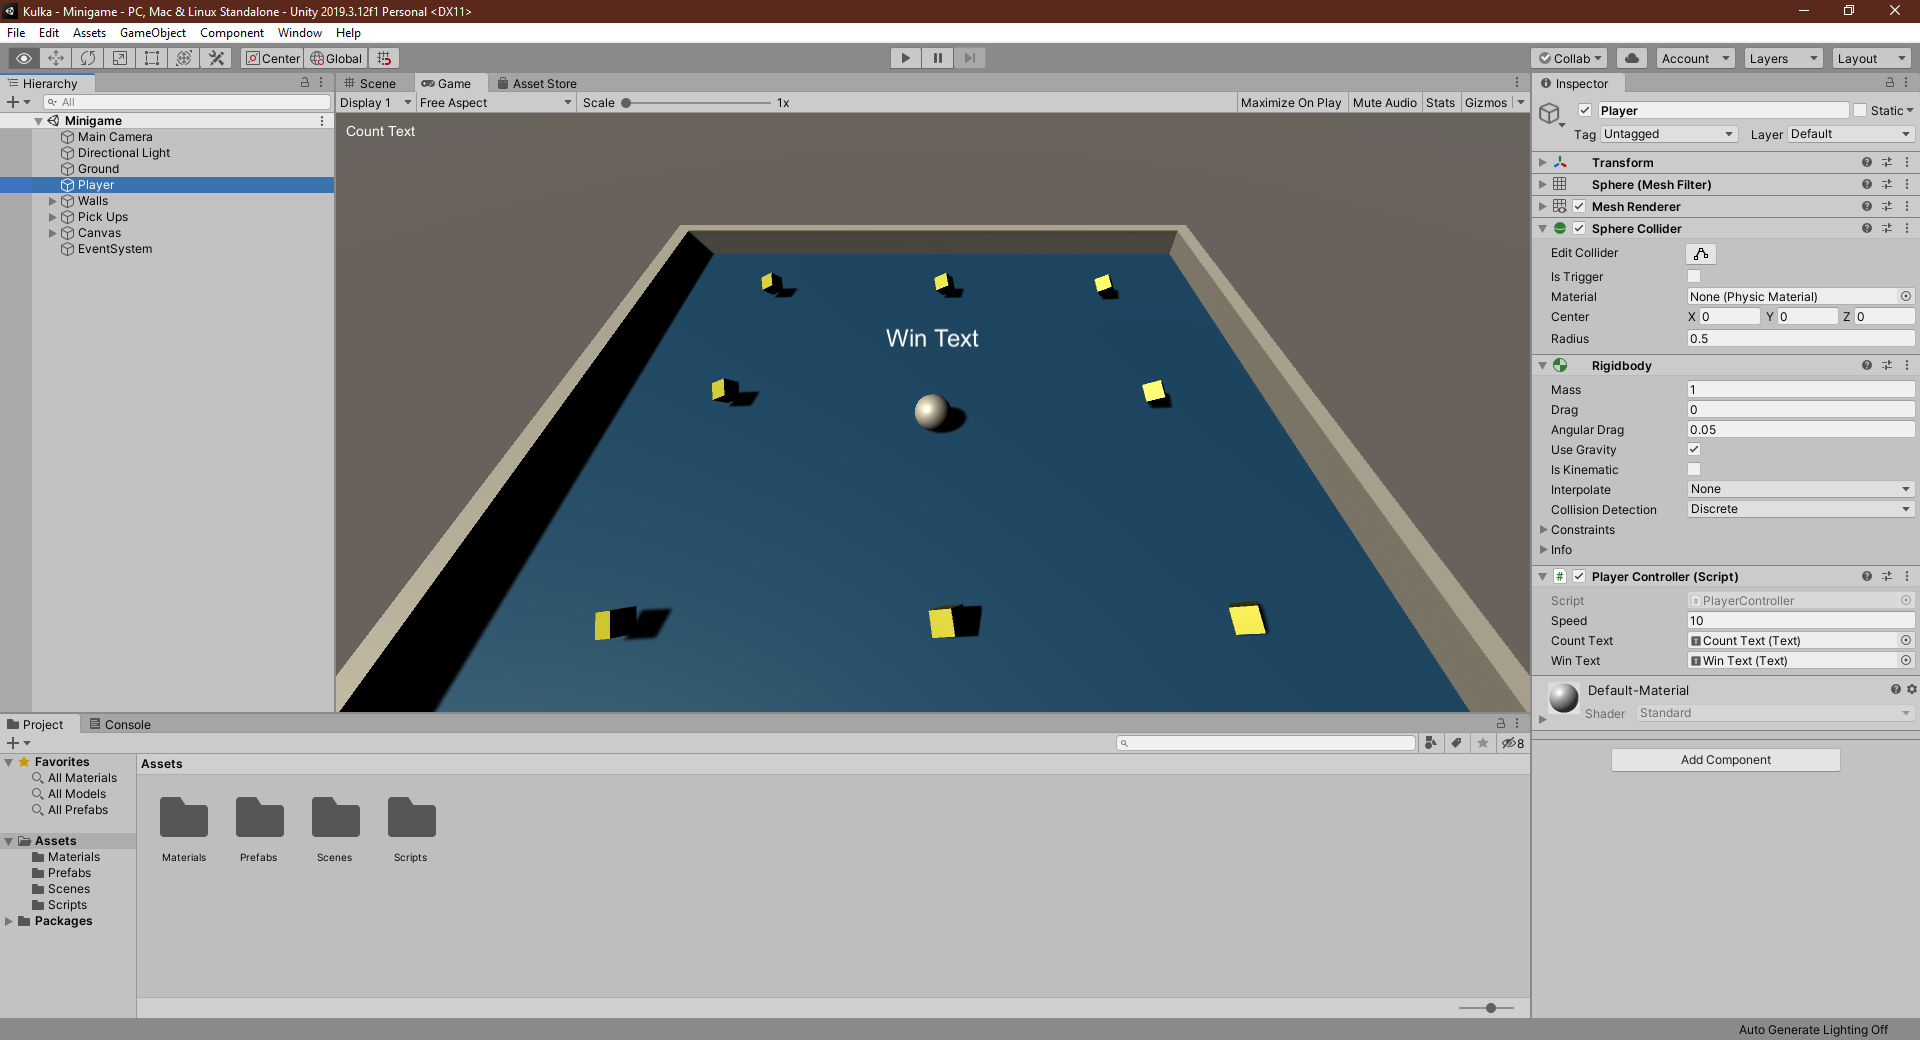 Kulka - Minigame - PC, Mac & Linux Standalone - Unity 2019.3.12f1 Personal <DX11>
File Edit Assets GameObject Component Window Help
Center Global Collab Account Layers Layout
Hierarchy
All
Minigame
Main Camera
Directional Light
Ground
Player
Walls
Pick Ups
Canvas
EventSystem
Scene Game Asset Store
Display 1 Free Aspect Scale 1x Maximize On Play Mute Audio Stats Gizmos
Count Text
Win Text
Inspector
Player Static
Tag Untagged Layer Default
Transform
Sphere (Mesh Filter)
Mesh Renderer
Sphere Collider
Edit Collider
Is Trigger
Material None (Physic Material)
Center X 0 Y 0 Z 0
Radius 0.5
Rigidbody
Mass 1
Drag 0
Angular Drag 0.05
Use Gravity
Is Kinematic
Interpolate None
Collision Detection Discrete
Constraints
Info
Player Controller (Script)
Script PlayerController
Speed 10
Count Text Count Text (Text)
Win Text Win Text (Text)
Default-Material
Shader Standard
Add Component
Project Console
8
Favorites
All Materials
All Models
All Prefabs
Assets
Materials
Prefabs
Scenes
Scripts
Packages
Assets
Materials Prefabs Scenes Scripts
Auto Generate Lighting Off